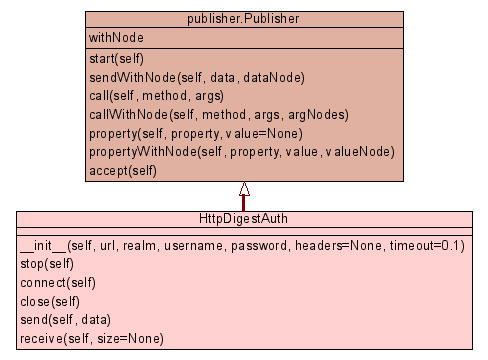 publisher.Publisher
withNode
start(self)
sendWithNode(self, data, dataNode)
call(self, method, args)
callWithNode(self, method, args, argNodes)
property(self, property, value=None)
propertyWithNode(self, property, value, valueNode)
accept(self)
HttpDigestAuth
__init__(self, url, realm, username, password, headers=None, timeout=0.1)
stop(self)
connect(self)
close(self)
send(self, data)
receive(self, size=None)